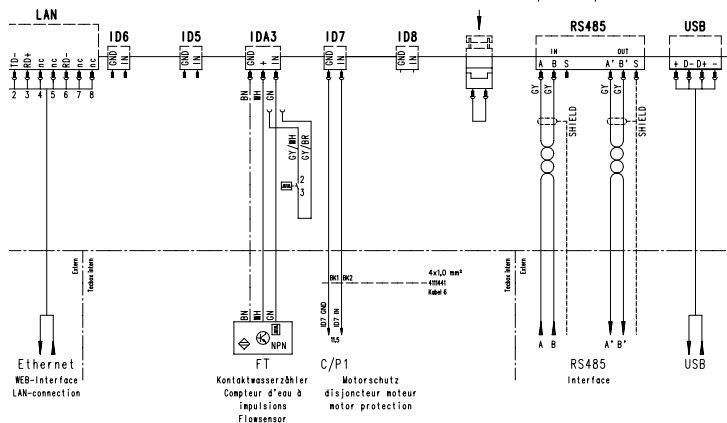 LAN
ID6
ID5
IDA3
ID7
ID8
RS485
USB
TD-
RD+
nc
nc
RD-
nc
nc
2 3 4 5 6 7 8
GND IN
GND IN
GND + IN
GND IN
GND IN
IN OUT
A B S A' B' S
+ D- D+ -
BN WH GN
GY/WH
GY/BR
2
3
GY GY
SHIELD
GY GY
SHIELD
Extern
Tecbox intern
Extern
Tecbox intern
BK1 BK2
4x1,0 mm²
4111441
Kabel 6
BN WH GN
ID7 GND
ID7 IN
11,5
NPN
A B A' B'
Ethernet
WEB-Interface
LAN-connection
FT
Kontaktwasserzähler
Compteur d'eau à
impulsions
Flowsensor
C/P1
Motorschutz
disjoncteur moteur
motor protection
RS485
Interface
USB